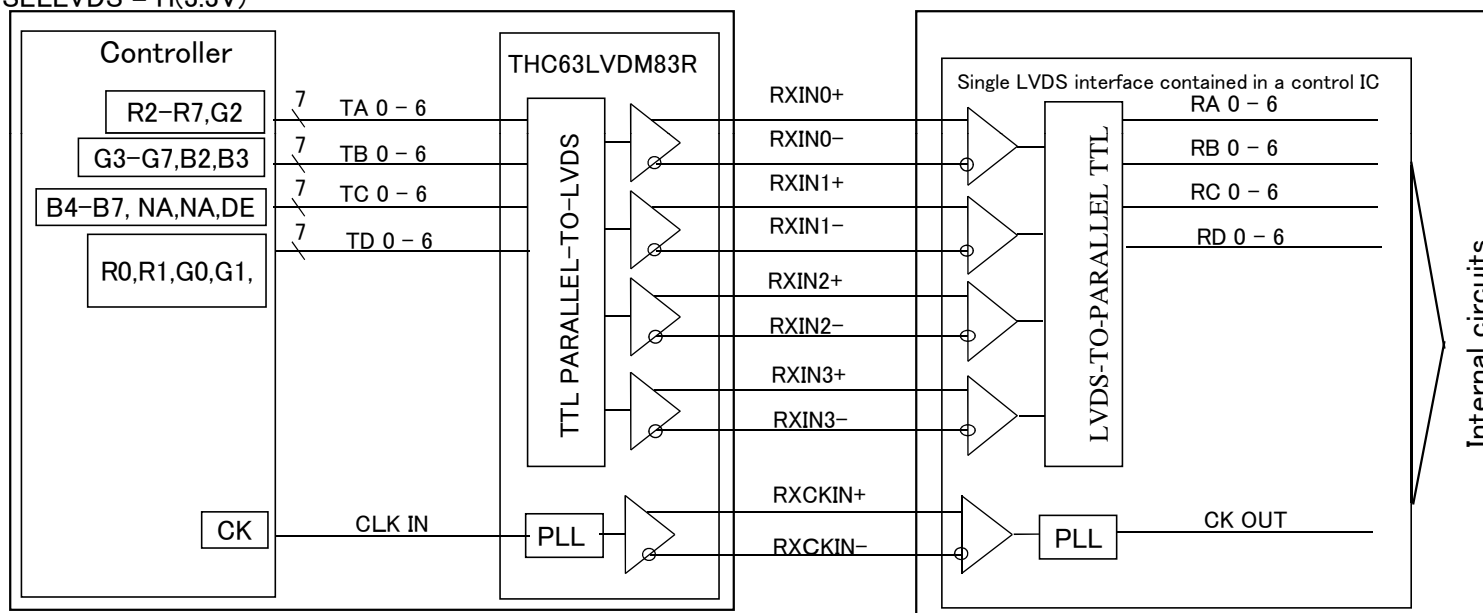 SELLVDS = H(3.3V)
Controller
THC63LVDM83R
Single LVDS interface contained in a control IC
R2-R7,G2
7
TA 0 - 6
RXIN0+
RA 0 - 6
G3-G7,B2,B3
7
TB 0 - 6
RXIN0-
RB 0 - 6
B4-B7, NA,NA,DE
7
TC 0 - 6
RXIN1+
RC 0 - 6
R0,R1,G0,G1,
7
TD 0 - 6
RXIN1-
RD 0 - 6
TTL PARALLEL-TO-LVDS
RXIN2+
RXIN2-
RXIN3+
RXIN3-
LVDS-TO-PARALLEL TTL
Internal circuits
CK
CLK IN
PLL
RXCKIN+
RXCKIN-
PLL
CK OUT